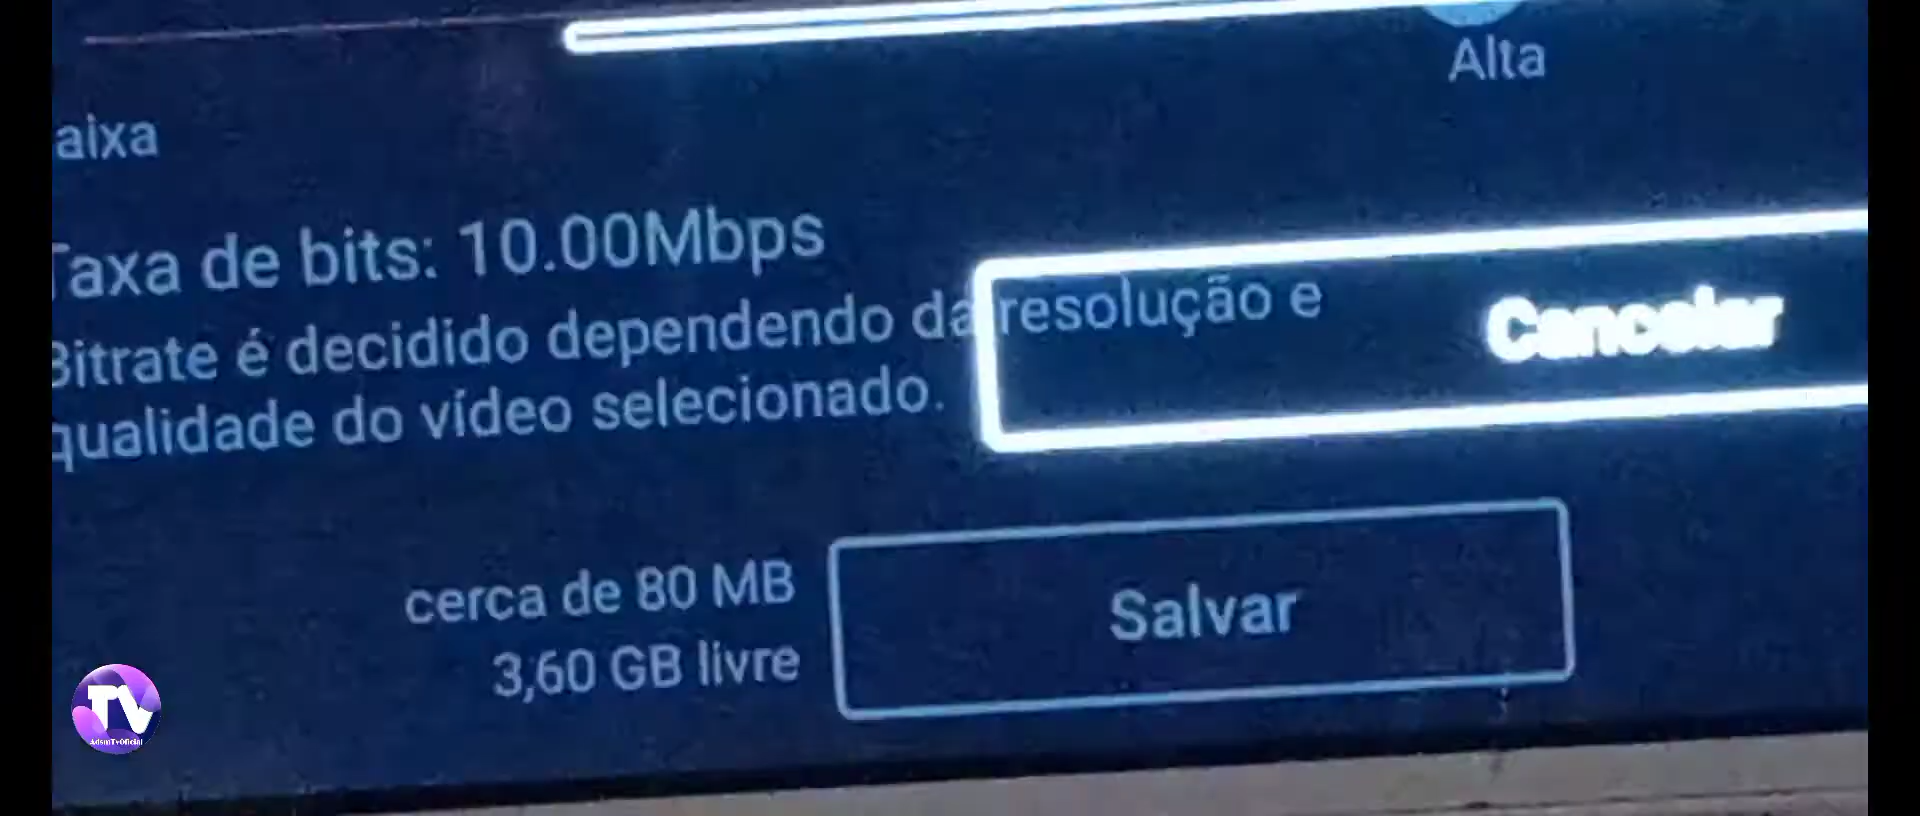 Alta
aixa
Taxa de bits: 10.00Mbps
Bitrate é decidido dependendo da resolução e
qualidade do vídeo selecionado.
Cancelar
cerca de 80 MB
3,60 GB livre
Salvar
TV
AdsmTvOficial